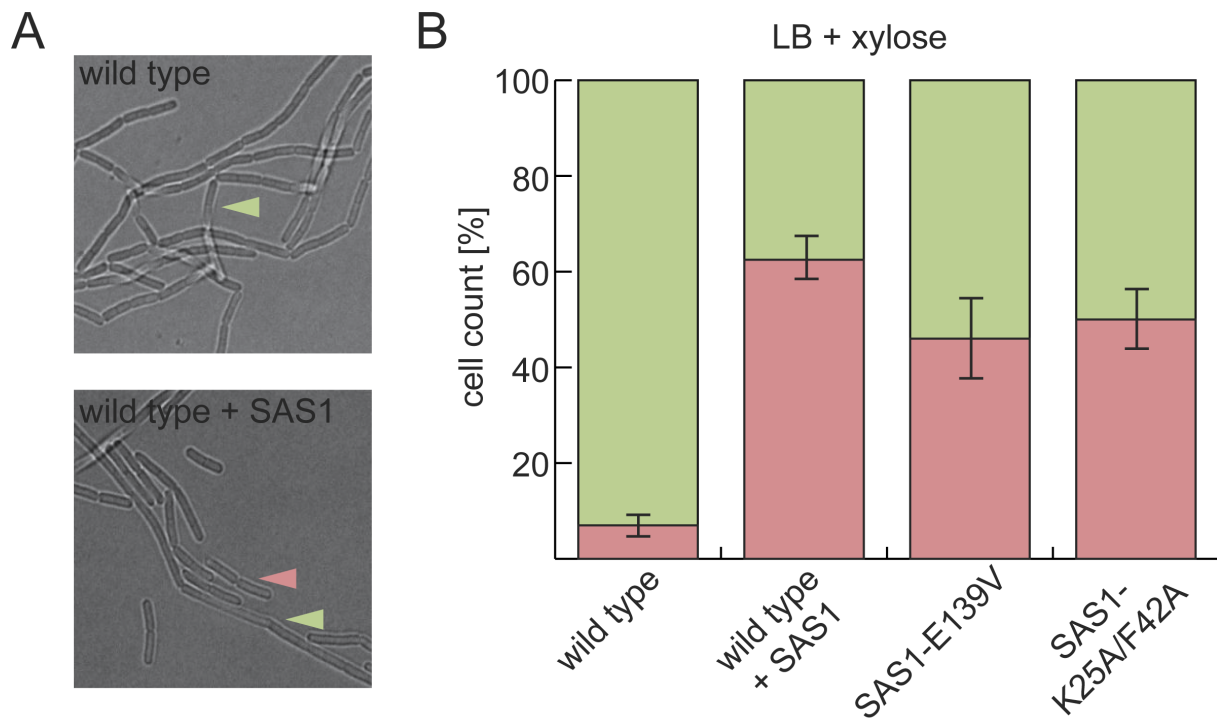 A
wild type
wild type + SAS1
B
LB + xylose
cell count [%]
100
80
60
40
20
wild type
wild type
+ SAS1
SAS1-E139V
SAS1-
K25A/F42A